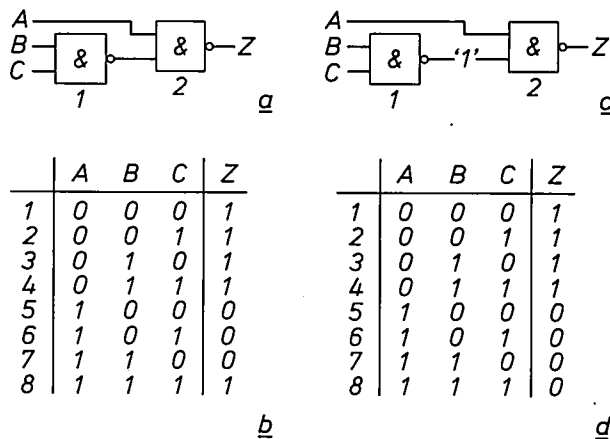 A
B
C
&
1
&
2
Z
a
A
B
C
&
1
'1'
&
2
Z
c
A B C Z
1 0 0 0 1
2 0 0 1 1
3 0 1 0 1
4 0 1 1 1
5 1 0 0 0
6 1 0 1 0
7 1 1 0 0
8 1 1 1 1
b
A B C Z
1 0 0 0 1
2 0 0 1 1
3 0 1 0 1
4 0 1 1 1
5 1 0 0 0
6 1 0 1 0
7 1 1 0 0
8 1 1 1 0
d